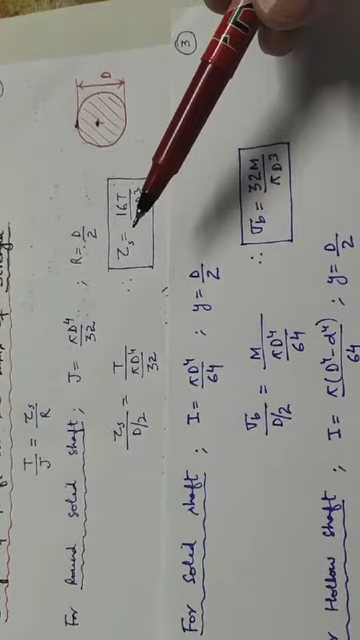 3
D
T/J = τs/R
For Round solid shaft; J = πD⁴/32 ; R = D/2
τs/D/2 = T/πD⁴/32 ∴ τs = 16T/πD³
For Solid shaft ; I = πD⁴/64 ; y = D/2
σb/D/2 = M/πD⁴/64 ∴ σb = 32M/πD³
Hollow Shaft ; I = π(D⁴-d⁴)/64 ; y = D/2